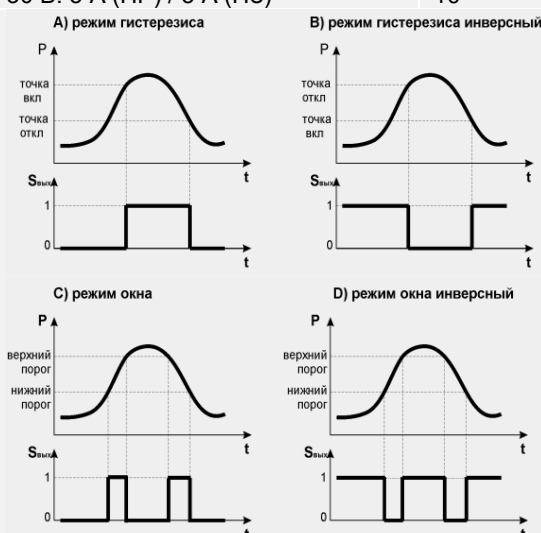 А) режим гистерезиса
P
точка
вкл
точка
откл
t
Sвых
1
0
t
В) режим гистерезиса инверсный
P
точка
откл
точка
вкл
t
Sвых
1
0
t
С) режим окна
P
верхний
порог
нижний
порог
t
Sвых
1
0
t
D) режим окна инверсный
P
верхний
порог
нижний
порог
t
Sвых
1
0
t